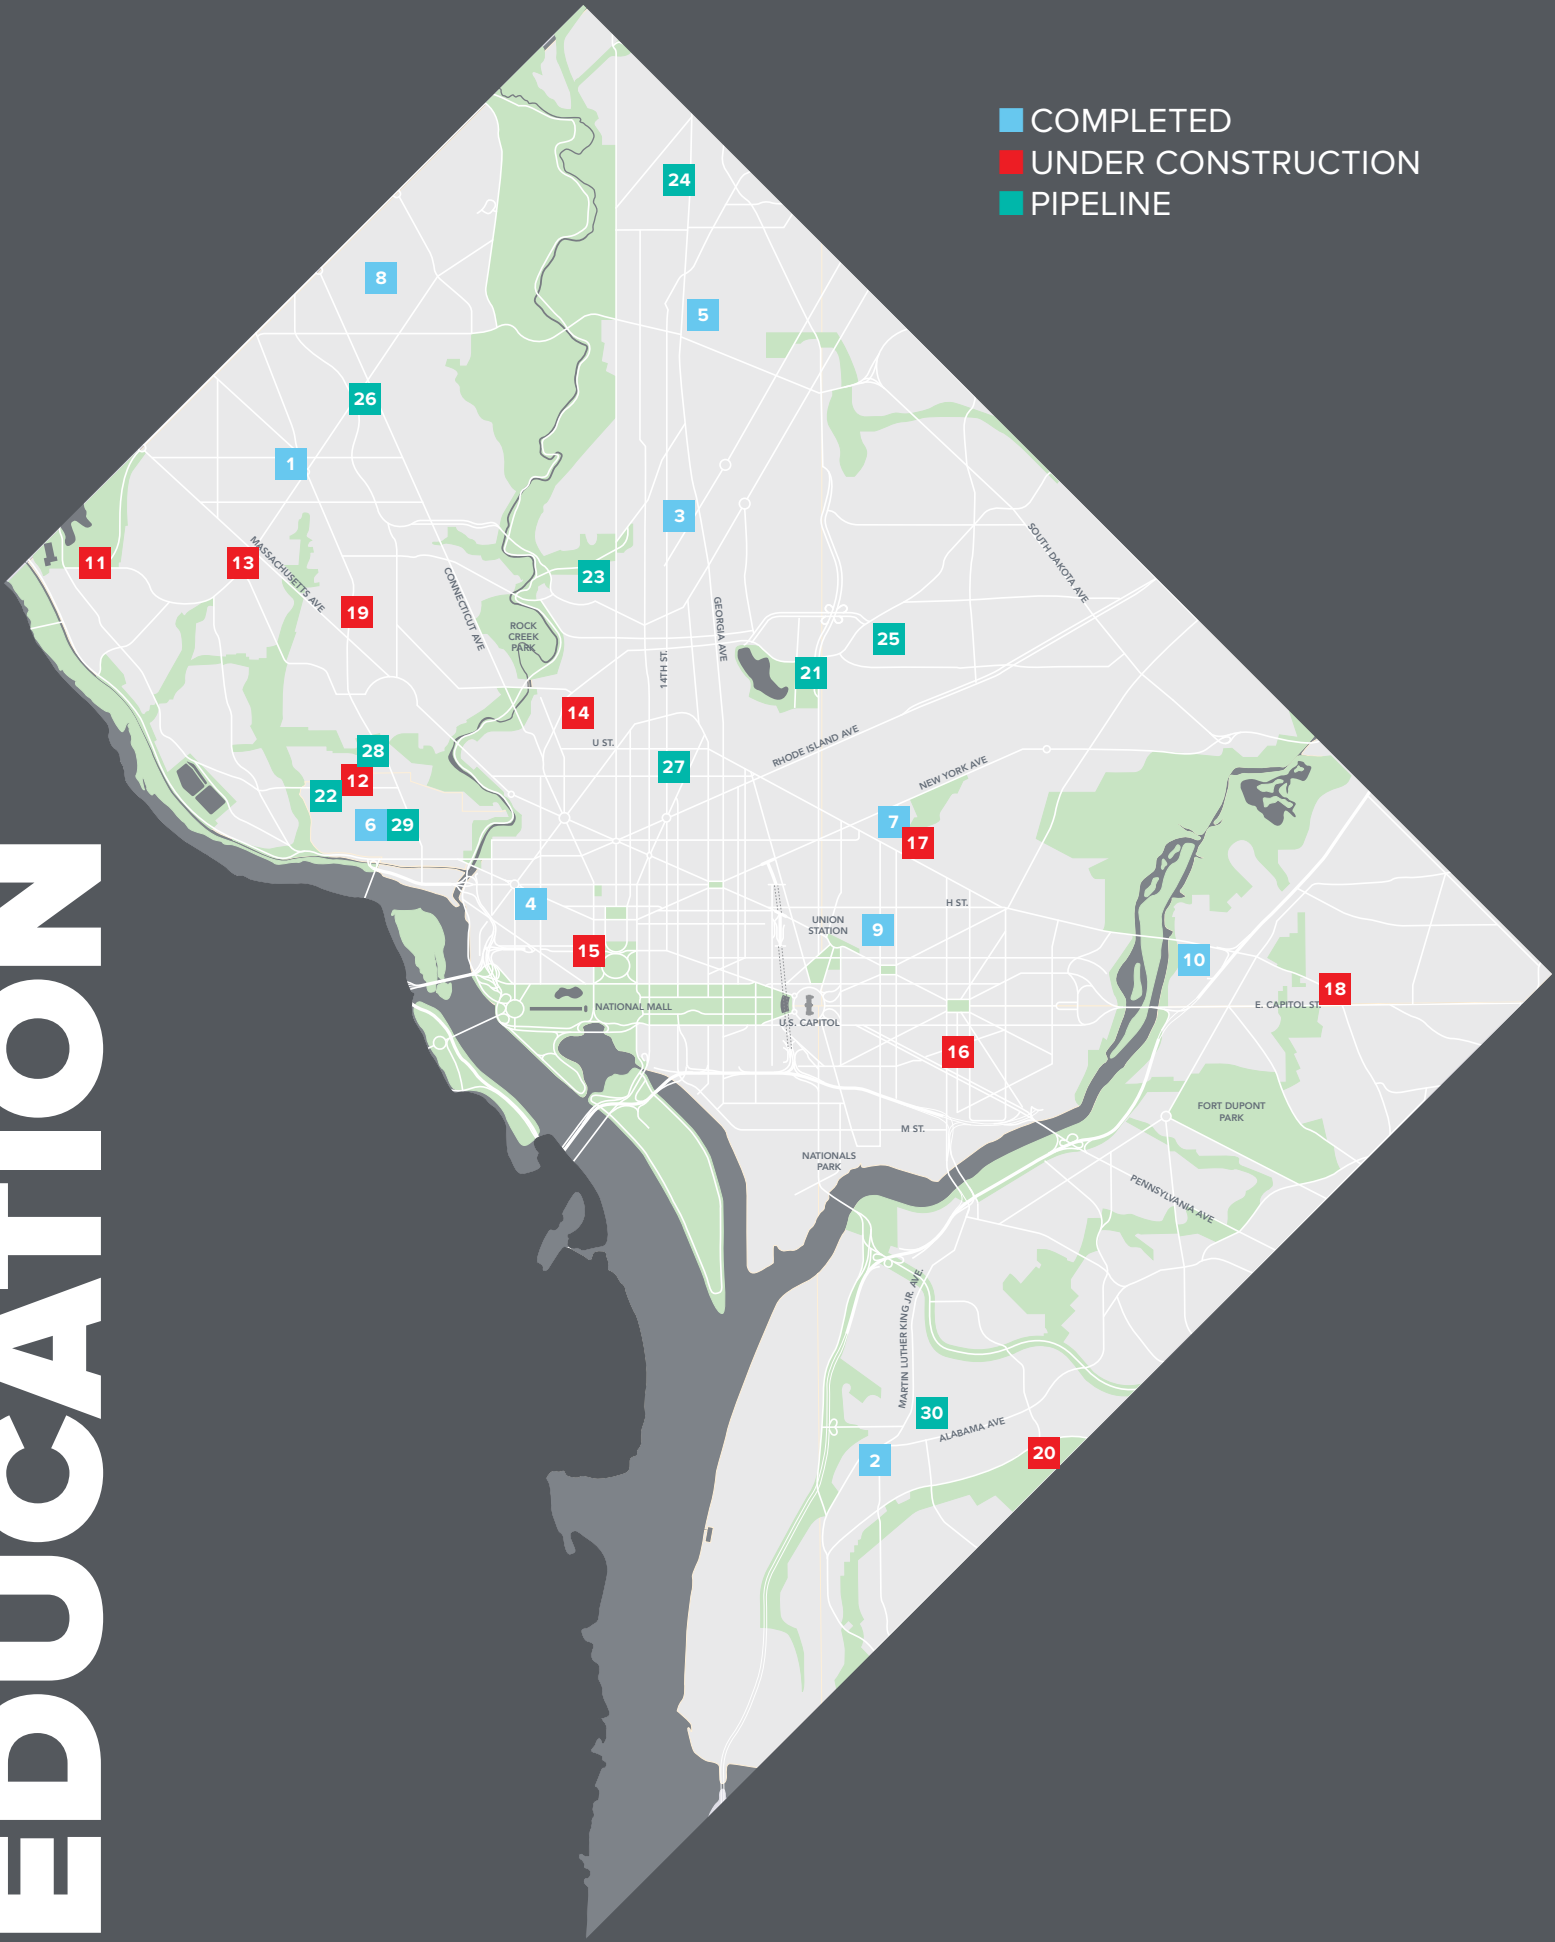 COMPLETED
UNDER CONSTRUCTION
PIPELINE
24
8
5
26
1
3
SOUTH DAKOTA AVE
MASSACHUSETTS AVE
11
13
CONNECTICUT AVE
23
19
GEORGIA AVE
ROCK
CREEK
PARK
25
14TH ST.
21
14
U ST.
RHODE ISLAND AVE
28
27
NEW YORK AVE
12
22
6
29
7
17
4
H ST.
UNION
STATION
9
15
10
18
NATIONAL MALL
E. CAPITOL ST.
U.S. CAPITOL
16
FORT DUPONT
PARK
M ST.
NATIONALS
PARK
PENNSYLVANIA AVE
MARTIN LUTHER KING JR. AVE.
30
ALABAMA AVE
20
2
EDUCATION